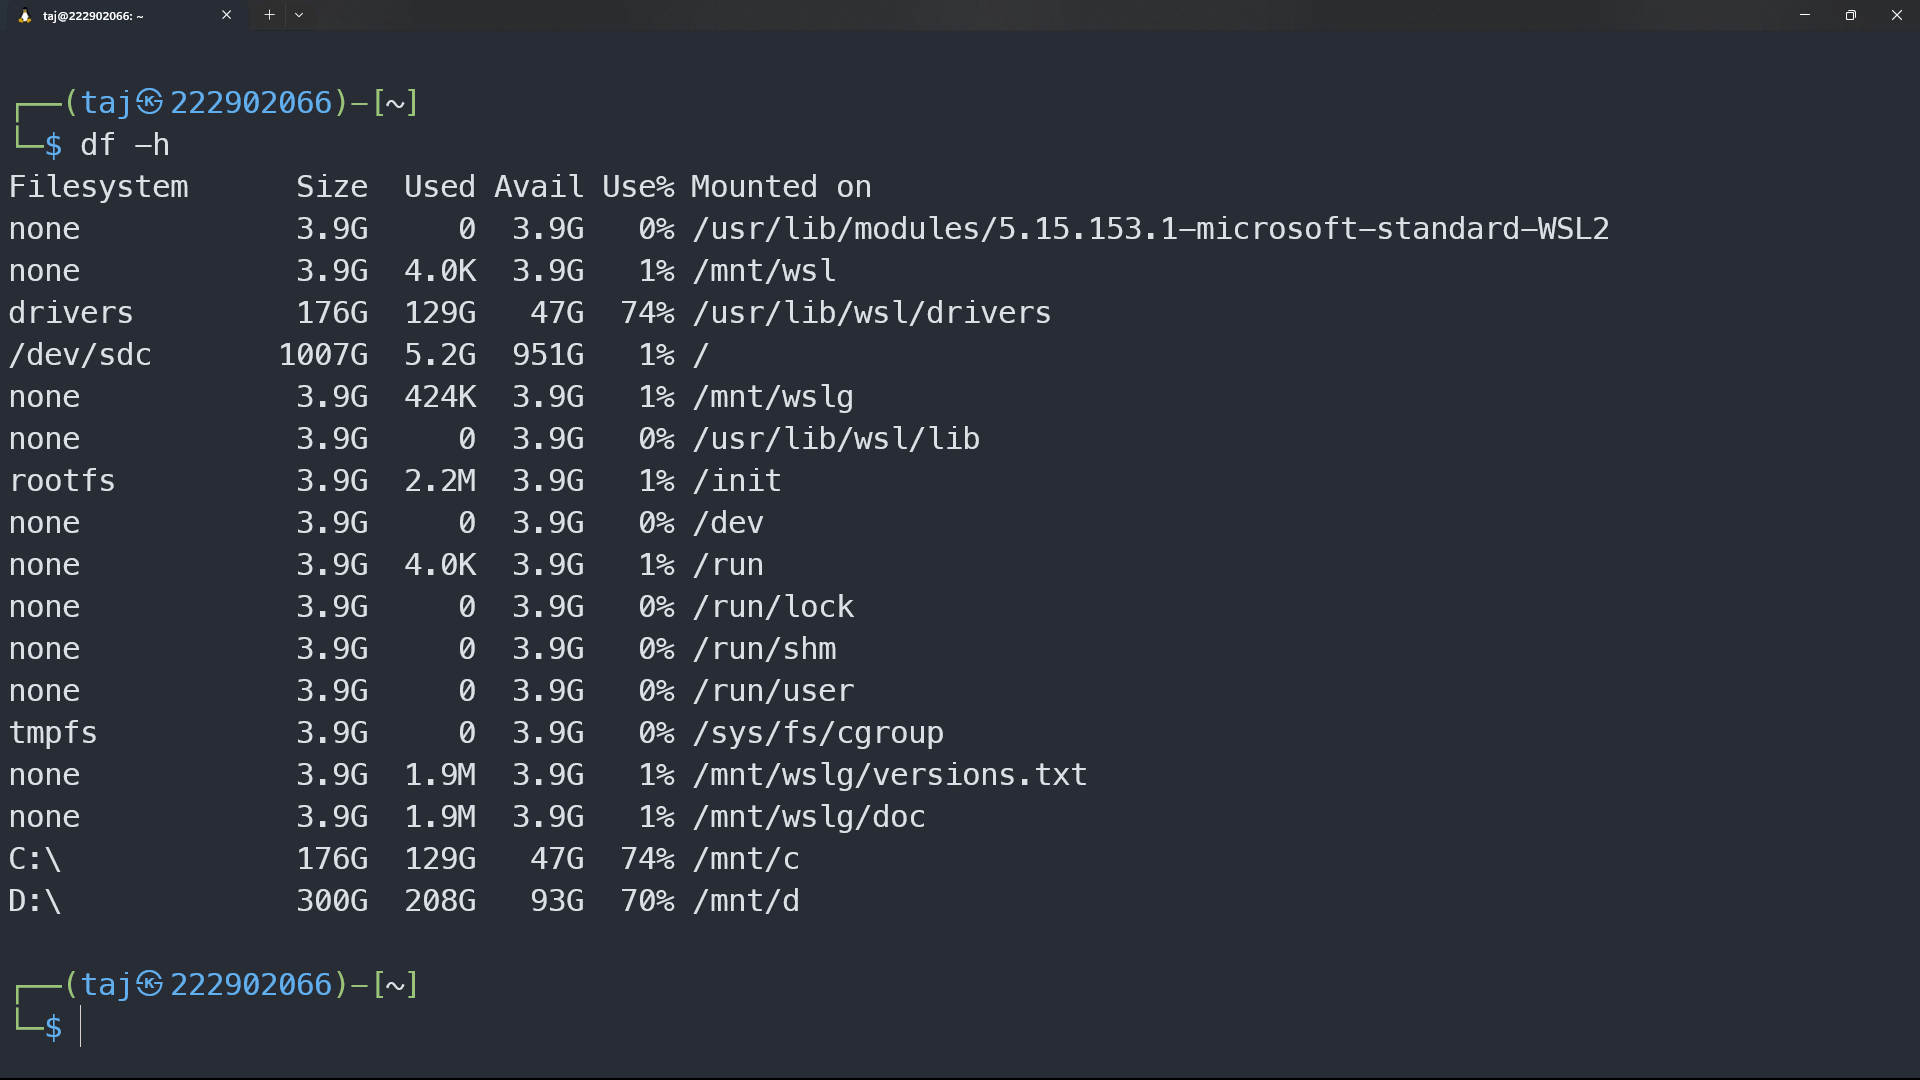 taj@222902066: ~
┌──(taj㉿222902066)-[~]
└─$ df -h
Filesystem      Size  Used Avail Use% Mounted on
none            3.9G     0  3.9G   0% /usr/lib/modules/5.15.153.1-microsoft-standard-WSL2
none            3.9G  4.0K  3.9G   1% /mnt/wsl
drivers         176G  129G   47G  74% /usr/lib/wsl/drivers
/dev/sdc       1007G  5.2G  951G   1% /
none            3.9G  424K  3.9G   1% /mnt/wslg
none            3.9G     0  3.9G   0% /usr/lib/wsl/lib
rootfs          3.9G  2.2M  3.9G   1% /init
none            3.9G     0  3.9G   0% /dev
none            3.9G  4.0K  3.9G   1% /run
none            3.9G     0  3.9G   0% /run/lock
none            3.9G     0  3.9G   0% /run/shm
none            3.9G     0  3.9G   0% /run/user
tmpfs           3.9G     0  3.9G   0% /sys/fs/cgroup
none            3.9G  1.9M  3.9G   1% /mnt/wslg/versions.txt
none            3.9G  1.9M  3.9G   1% /mnt/wslg/doc
C:\             176G  129G   47G  74% /mnt/c
D:\             300G  208G   93G  70% /mnt/d
┌──(taj㉿222902066)-[~]
└─$